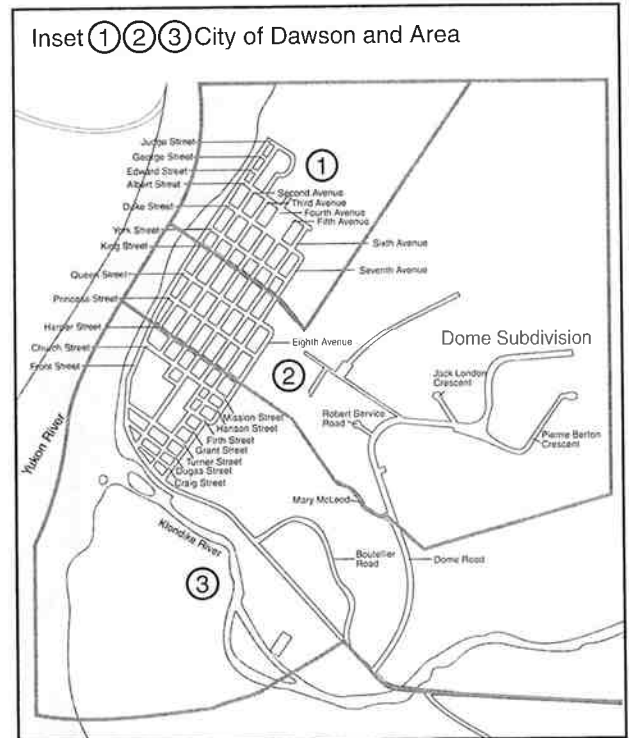 Inset 1 2 3 City of Dawson and Area
Judge Street
George Street
Edward Street
Albert Street
Duke Street
York Street
King Street
Queen Street
Princess Street
Harper Street
Church Street
Front Street
1
Second Avenue
Third Avenue
Fourth Avenue
Fifth Avenue
Sixth Avenue
Seventh Avenue
Eighth Avenue
2
Dome Subdivision
Jack London
Crescent
Robert Service
Road
Pierre Berton
Crescent
Mission Street
Hanson Street
Firth Street
Grant Street
Turner Street
Dugas Street
Craig Street
Yukon River
Mary McLeod
Klondike River
Boutellier
Road
Dome Road
3